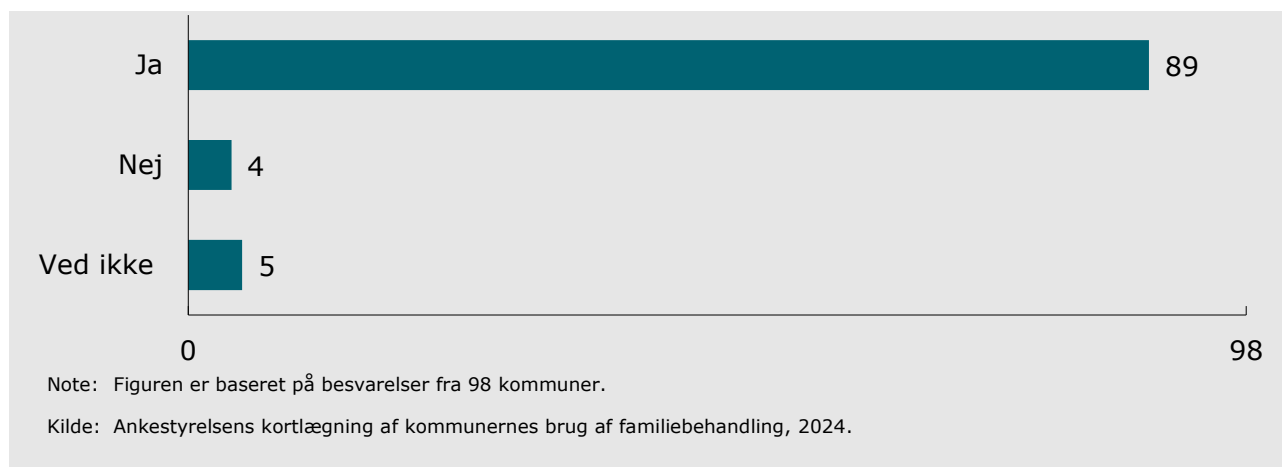 Ja 89
Nej 4
Ved ikke 5
0 98
Note: Figuren er baseret på besvarelser fra 98 kommuner.
Kilde: Ankestyrelsens kortlægning af kommunernes brug af familiebehandling, 2024.